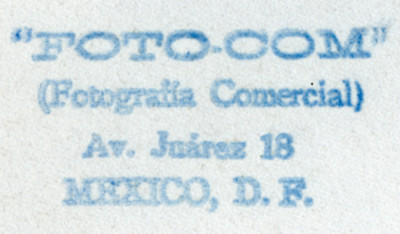 "FOTO-COM"
(Fotografía Comercial)
Av. Juárez 18
MEXICO, D. F.